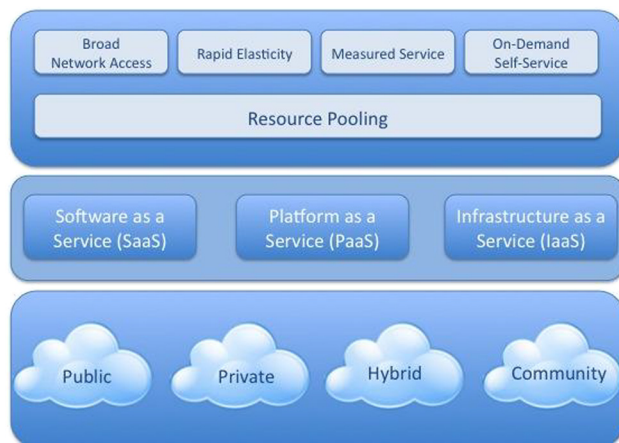 Broad
Network Access
Rapid Elasticity
Measured Service
On-Demand
Self-Service
Resource Pooling
Software as a
Service (SaaS)
Platform as a
Service (PaaS)
Infrastructure as a
Service (IaaS)
Public
Private
Hybrid
Community